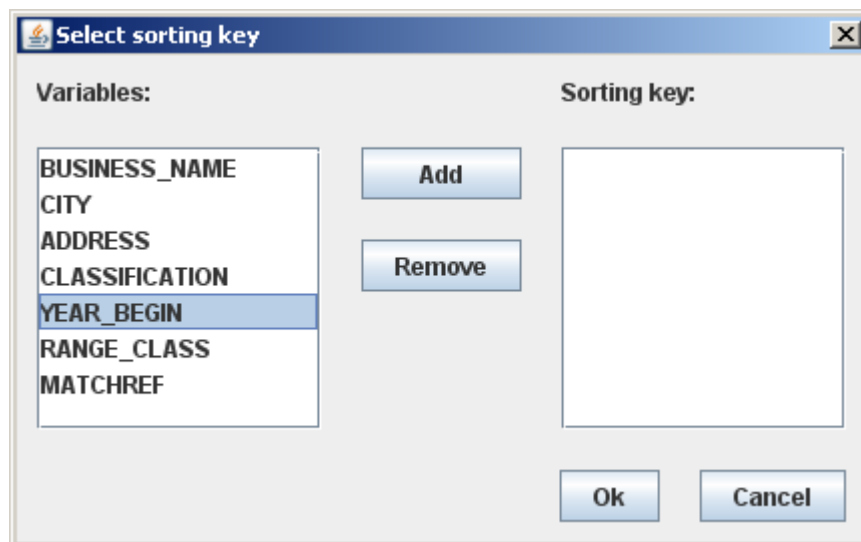 Select sorting key
Variables:
Sorting key:
BUSINESS_NAME
CITY
ADDRESS
CLASSIFICATION
YEAR_BEGIN
RANGE_CLASS
MATCHREF
Add
Remove
Ok
Cancel